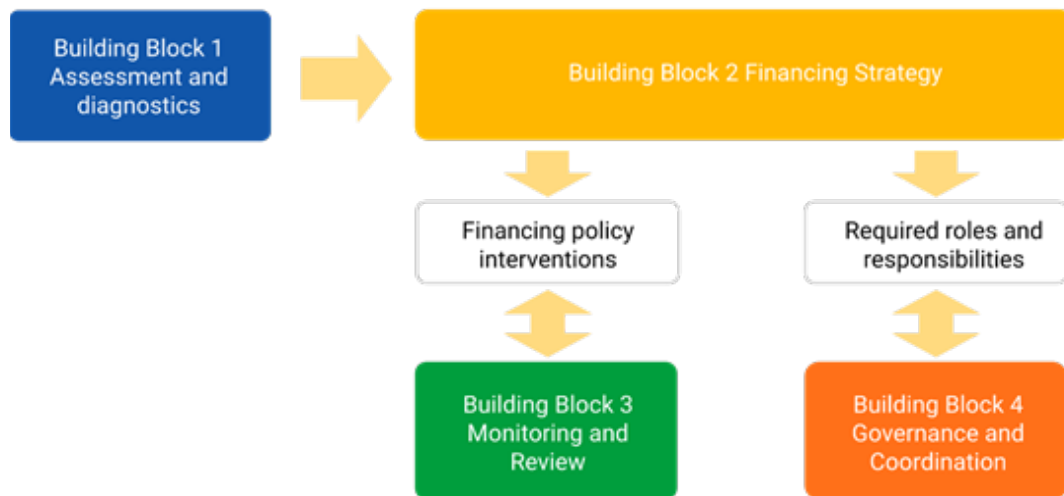 Building Block 1
Assessment and
diagnostics
Building Block 2 Financing Strategy
Financing policy
interventions
Required roles and
responsibilities
Building Block 3
Monitoring and
Review
Building Block 4
Governance and
Coordination